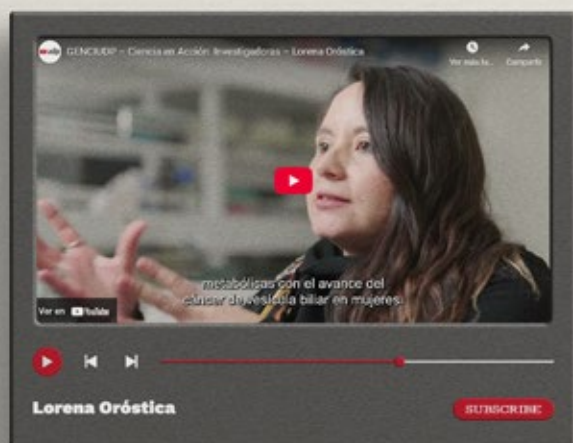 GENCIUDP – Ciencia en Acción: Investigadoras – Lorena Oróstica
Ver más ta...
Compartir
metabólicas con el avance del
cáncer de vesícula biliar en mujeres.
Ver en YouTube
Lorena Oróstica
SUBSCRIBE